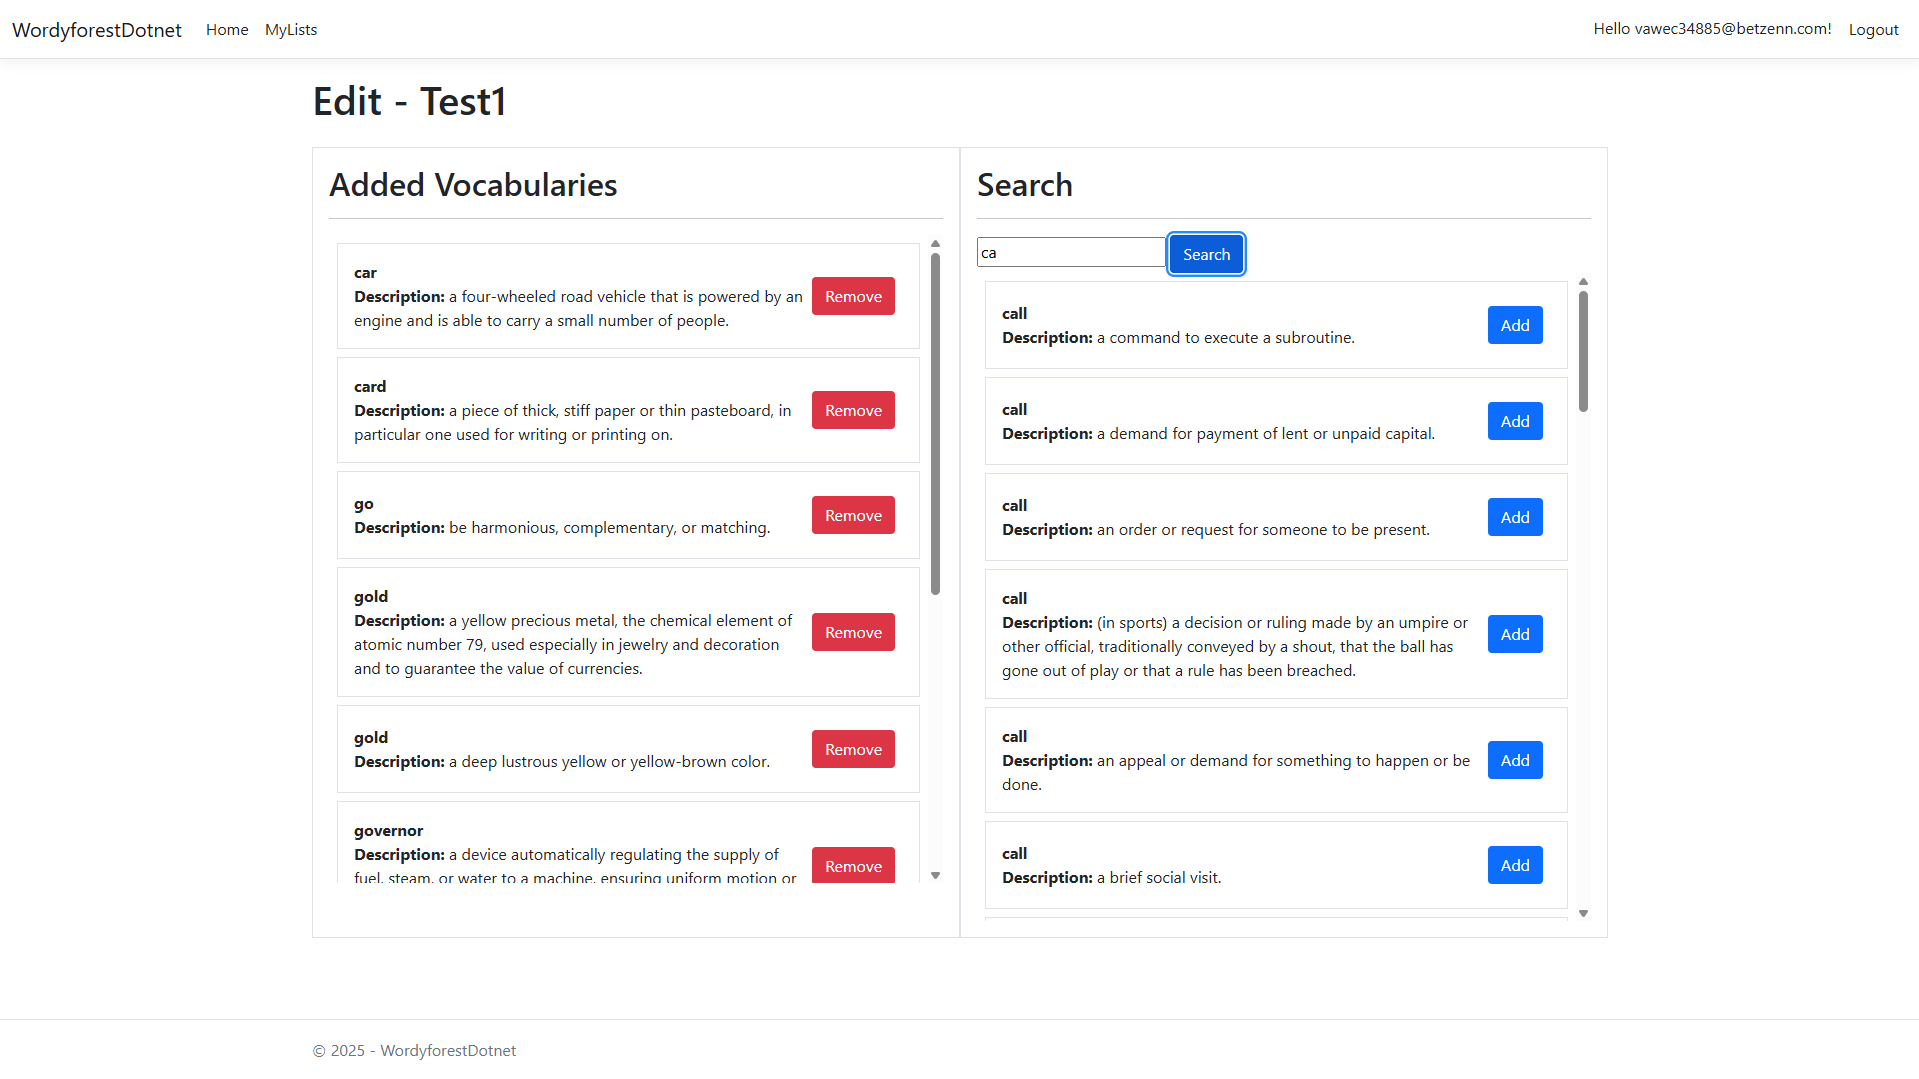 WordyforestDotnet Home MyLists Hello vawec34885@betzenn.com! Logout
Edit - Test1
Added Vocabularies
car
Description: a four-wheeled road vehicle that is powered by an
engine and is able to carry a small number of people.
Remove
card
Description: a piece of thick, stiff paper or thin pasteboard, in
particular one used for writing or printing on.
Remove
go
Description: be harmonious, complementary, or matching.
Remove
gold
Description: a yellow precious metal, the chemical element of
atomic number 79, used especially in jewelry and decoration
and to guarantee the value of currencies.
Remove
gold
Description: a deep lustrous yellow or yellow-brown color.
Remove
governor
Description: a device automatically regulating the supply of
fuel, steam, or water to a machine, ensuring uniform motion or
Remove
Search
ca
Search
call
Description: a command to execute a subroutine.
Add
call
Description: a demand for payment of lent or unpaid capital.
Add
call
Description: an order or request for someone to be present.
Add
call
Description: (in sports) a decision or ruling made by an umpire or
other official, traditionally conveyed by a shout, that the ball has
gone out of play or that a rule has been breached.
Add
call
Description: an appeal or demand for something to happen or be
done.
Add
call
Description: a brief social visit.
Add
© 2025 - WordyforestDotnet